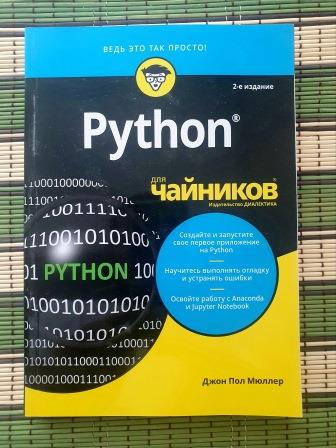 ВЕДЬ ЭТО ТАК ПРОСТО!
2-е издание
Python®
для
чайников®
Издательство ДИАЛЕКТИКА
Создайте и запустите
свое первое приложение
на Python
Научитесь выполнять отладку
и устранять ошибки
Освойте работу с Anaconda
и Jupyter Notebook
PYTHON
Джон Пол Мюллер